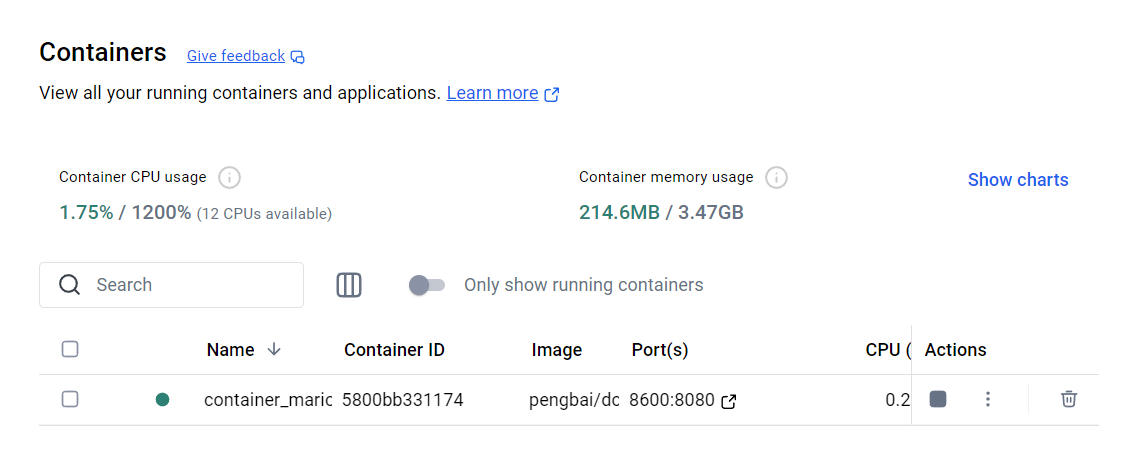 Containers Give feedback
View all your running containers and applications. Learn more
Container CPU usage Container memory usage Show charts
1.75% / 1200% (12 CPUs available) 214.6MB / 3.47GB
Search Only show running containers
Name Container ID Image Port(s) CPU ( Actions
container_mario 5800bb331174 pengbai/do 8600:8080 0.2